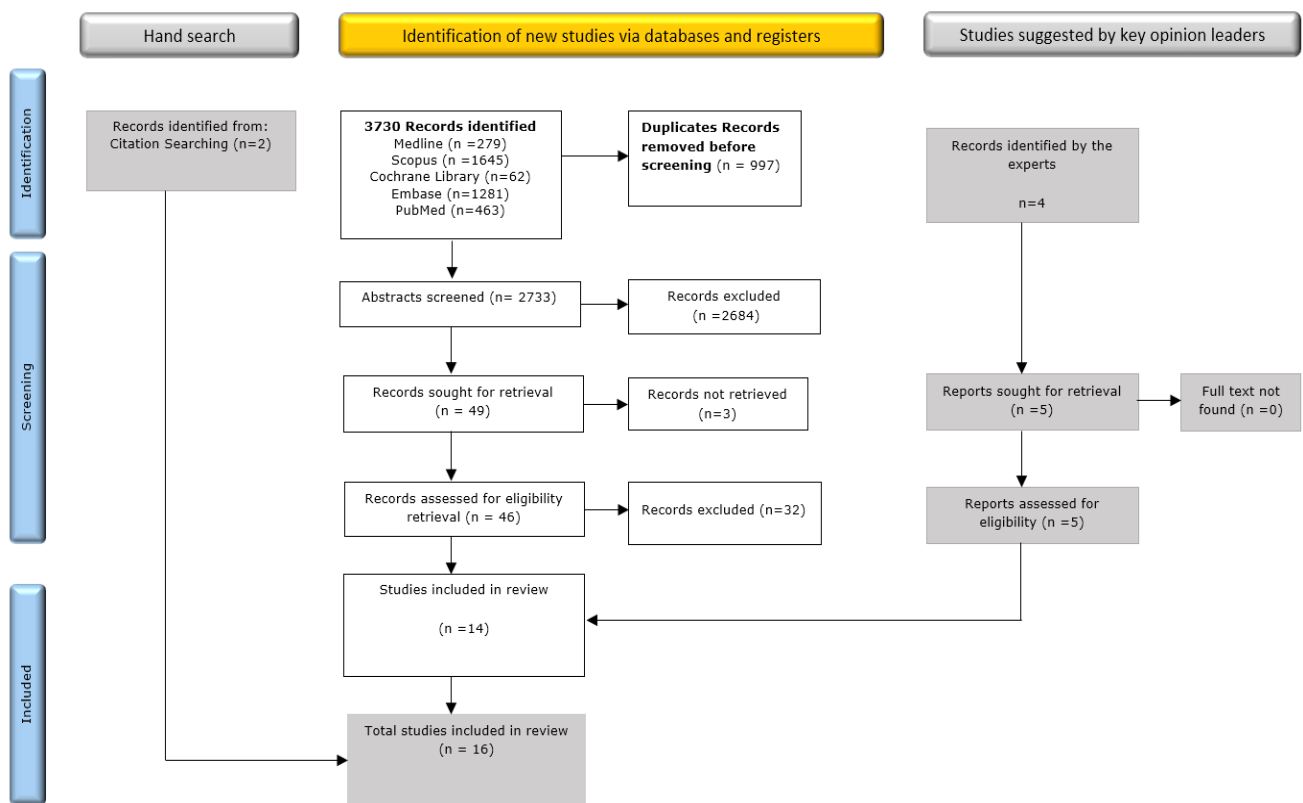 Hand search
Identification of new studies via databases and registers
Studies suggested by key opinion leaders
Identification
Records identified from:
Citation Searching (n=2)
3730 Records identified
Medline (n =279)
Scopus (n =1645)
Cochrane Library (n=62)
Embase (n=1281)
PubMed (n=463)
Duplicates Records
removed before
screening (n = 997)
Records identified by the
experts
n=4
Screening
Abstracts screened (n= 2733)
Records excluded
(n =2684)
Records sought for retrieval
(n = 49)
Records not retrieved
(n=3)
Reports sought for retrieval
(n =5)
Full text not
found (n =0)
Records assessed for eligibility
retrieval (n = 46)
Records excluded (n=32)
Reports assessed for
eligibility (n =5)
Included
Studies included in review
(n =14)
Total studies included in review
(n = 16)